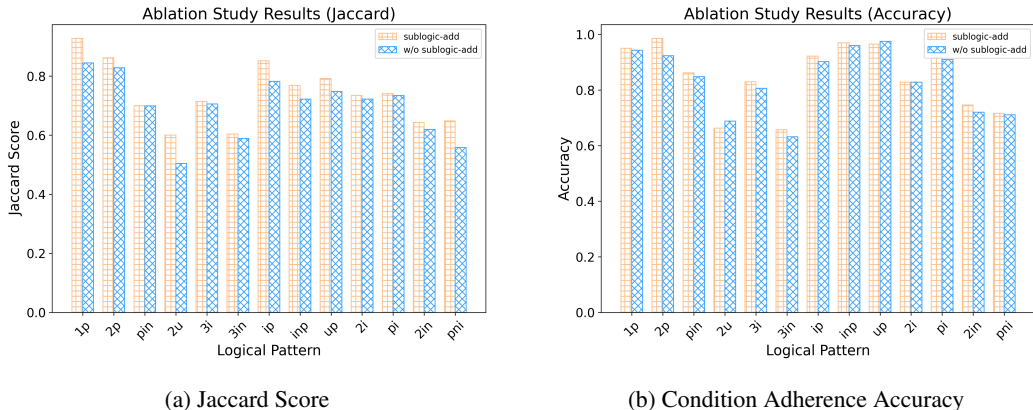 Ablation Study Results (Jaccard)
sublogic-add
w/o sublogic-add
Jaccard Score
0.8
0.6
0.4
0.2
0.0
1p 2p pin 2u 3i 3in ip inp up 2i pi 2in pni
Logical Pattern
(a) Jaccard Score
Ablation Study Results (Accuracy)
sublogic-add
w/o sublogic-add
Accuracy
1.0
0.8
0.6
0.4
0.2
0.0
1p 2p pin 2u 3i 3in ip inp up 2i pi 2in pni
Logical Pattern
(b) Condition Adherence Accuracy